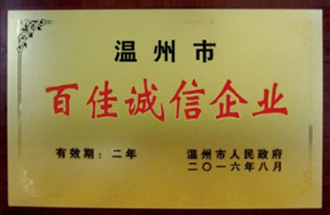 温州市
百佳诚信企业
有效期：二年 温州市人民政府
二〇一六年八月